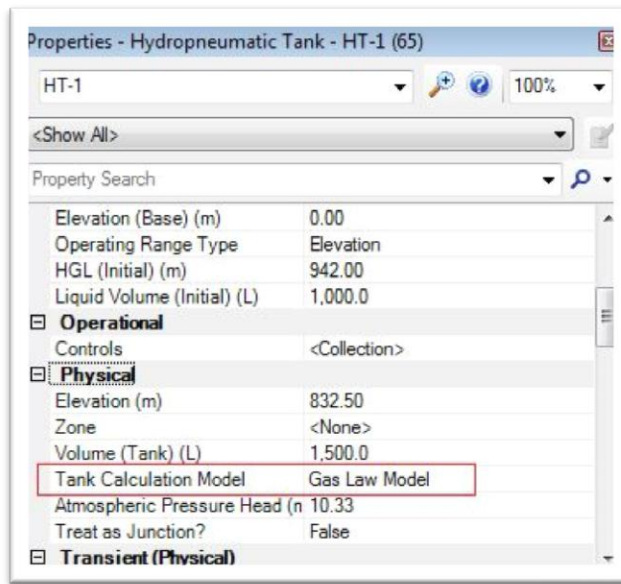 Properties - Hydropneumatic Tank - HT-1 (65)
HT-1 100%
<Show All>
Property Search
Elevation (Base) (m) 0.00
Operating Range Type Elevation
HGL (Initial) (m) 942.00
Liquid Volume (Initial) (L) 1,000.0
Operational
Controls <Collection>
Physical
Elevation (m) 832.50
Zone <None>
Volume (Tank) (L) 1,500.0
Tank Calculation Model Gas Law Model
Atmospheric Pressure Head (n 10.33
Treat as Junction? False
Transient (Physical)